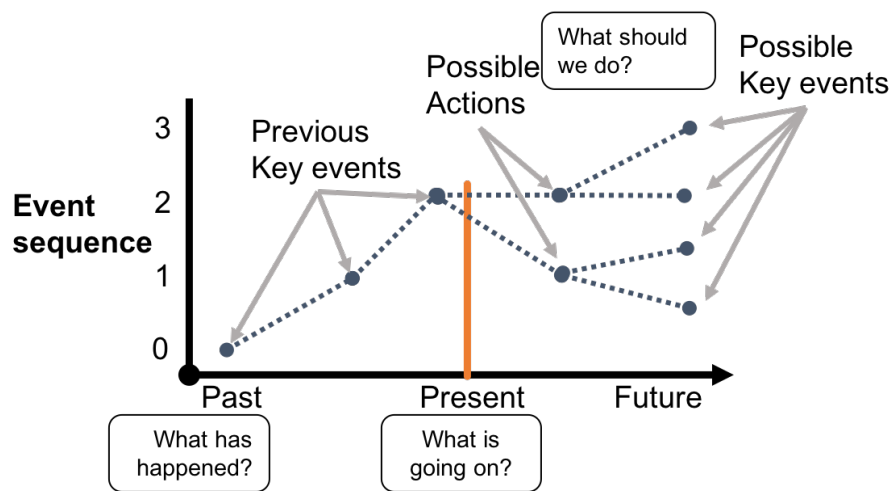 What should
we do?
Possible
Key events
Possible
Actions
Previous
Key events
3
2
1
0
Event
sequence
Past
Present
Future
What has
happened?
What is
going on?